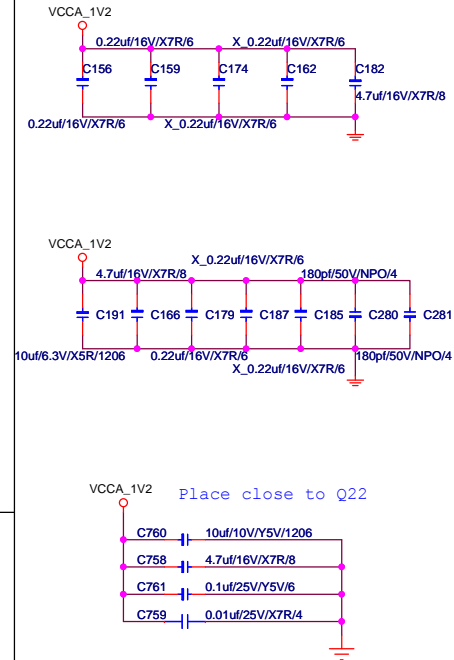 VCCA_1V2
0.22uf/16V/X7R/6 X_0.22uf/16V/X7R/6
C156 C159 C174 C162 C182
4.7uf/16V/X7R/8
0.22uf/16V/X7R/6 X_0.22uf/16V/X7R/6
VCCA_1V2
X_0.22uf/16V/X7R/6
4.7uf/16V/X7R/8 180pf/50V/NPO/4
C191 C166 C179 C187 C185 C280 C281
10uf/6.3V/X5R/1206 0.22uf/16V/X7R/6 180pf/50V/NPO/4
X_0.22uf/16V/X7R/6
VCCA_1V2 Place close to Q22
C760 10uf/10V/Y5V/1206
C758 4.7uf/16V/X7R/8
C761 0.1uf/25V/Y5V/6
C759 0.01uf/25V/X7R/4